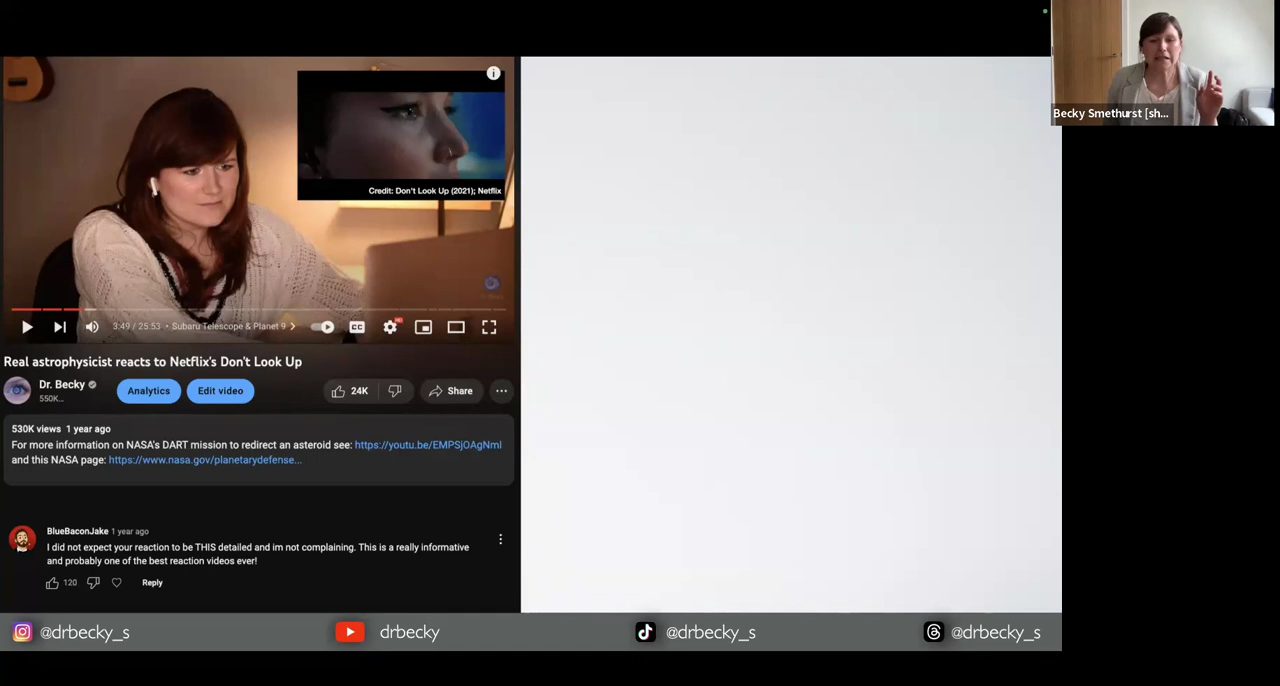 Becky Smethurst [sh...
Credit: Don't Look Up (2021); Netflix
3:49 / 25:53 • Subaru Telescope & Planet 9
CC
Real astrophysicist reacts to Netflix's Don't Look Up
Dr. Becky
550K...
Analytics
Edit video
24K
Share
530K views 1 year ago
For more information on NASA's DART mission to redirect an asteroid see: https://youtu.be/EMPSjOAgNmI
and this NASA page: https://www.nasa.gov/planetarydefense...
BlueBaconJake 1 year ago
I did not expect your reaction to be THIS detailed and im not complaining. This is a really informative
and probably one of the best reaction videos ever!
120
Reply
@drbecky_s
drbecky
@drbecky_s
@drbecky_s